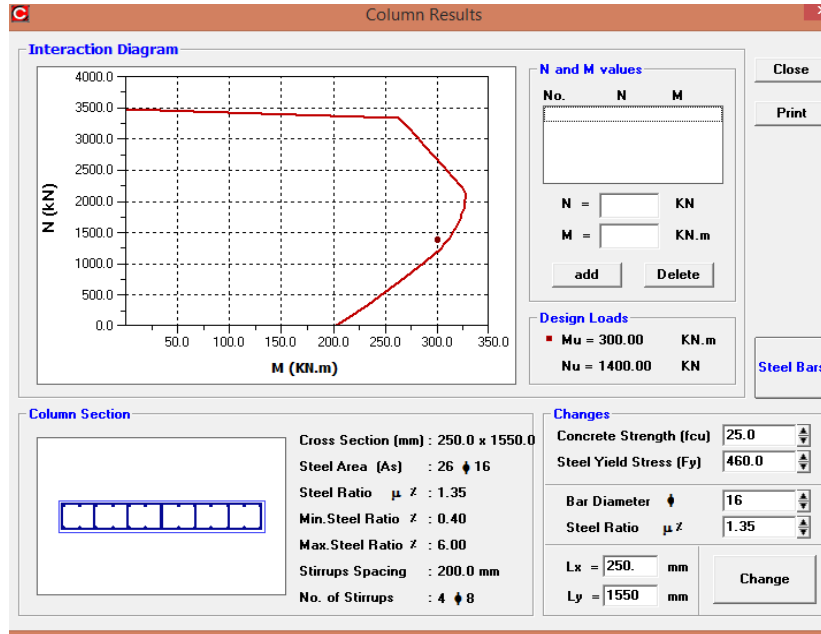 Column Results
Interaction Diagram
4000.0
3500.0
3000.0
2500.0
2000.0
1500.0
1000.0
500.0
0.0
N (kN)
50.0 100.0 150.0 200.0 250.0 300.0 350.0
M (KN.m)
N and M values
No. N M
N = KN
M = KN.m
add Delete
Design Loads
Mu = 300.00 KN.m
Nu = 1400.00 KN
Close
Print
Steel Bars
Column Section
Cross Section (mm) : 250.0 x 1550.0
Steel Area (As) : 26 ϕ 16
Steel Ratio μ % : 1.35
Min.Steel Ratio % : 0.40
Max.Steel Ratio % : 6.00
Stirrups Spacing : 200.0 mm
No. of Stirrups : 4 ϕ 8
Changes
Concrete Strength (fcu) 25.0
Steel Yield Stress (Fy) 460.0
Bar Diameter ϕ 16
Steel Ratio μ % 1.35
Lx = 250. mm
Ly = 1550 mm
Change